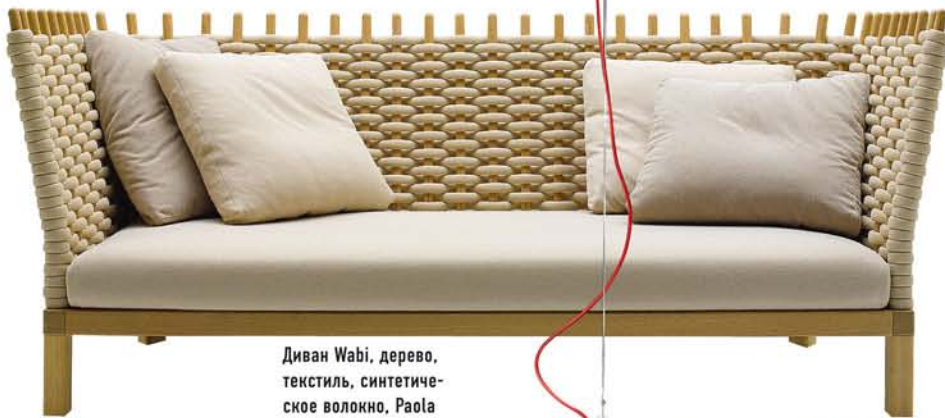 Диван Wabi, дерево,
текстиль, синтетиче-
ское волокно, Paola